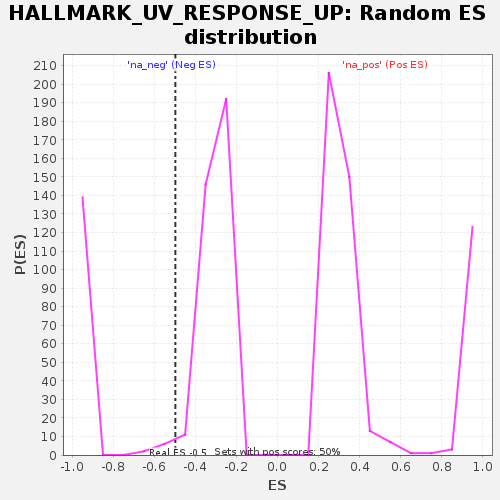 HALLMARK_UV_RESPONSE_UP: Random ES
distribution
'na_neg' (Neg ES)
'na_pos' (Pos ES)
P(ES)
210
200
190
180
170
160
150
140
130
120
110
100
90
80
70
60
50
40
30
20
10
0
Real ES -0.5
Sets with pos scores: 50%
-1.0 -0.8 -0.6 -0.4 -0.2 0.0 0.2 0.4 0.6 0.8 1.0
ES